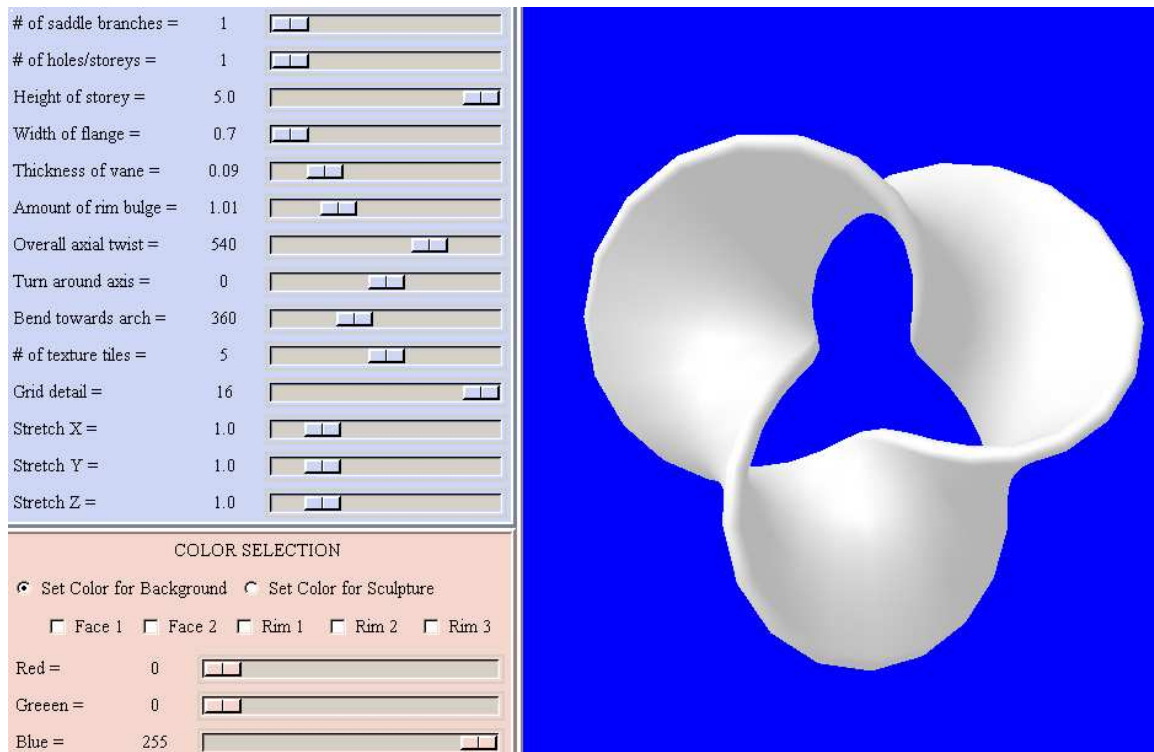 # of saddle branches = 1
# of holes/storeys = 1
Height of storey = 5.0
Width of flange = 0.7
Thickness of vane = 0.09
Amount of rim bulge = 1.01
Overall axial twist = 540
Turn around axis = 0
Bend towards arch = 360
# of texture tiles = 5
Grid detail = 16
Stretch X = 1.0
Stretch Y = 1.0
Stretch Z = 1.0
COLOR SELECTION
Set Color for Background Set Color for Sculpture
Face 1 Face 2 Rim 1 Rim 2 Rim 3
Red = 0
Greeen = 0
Blue = 255